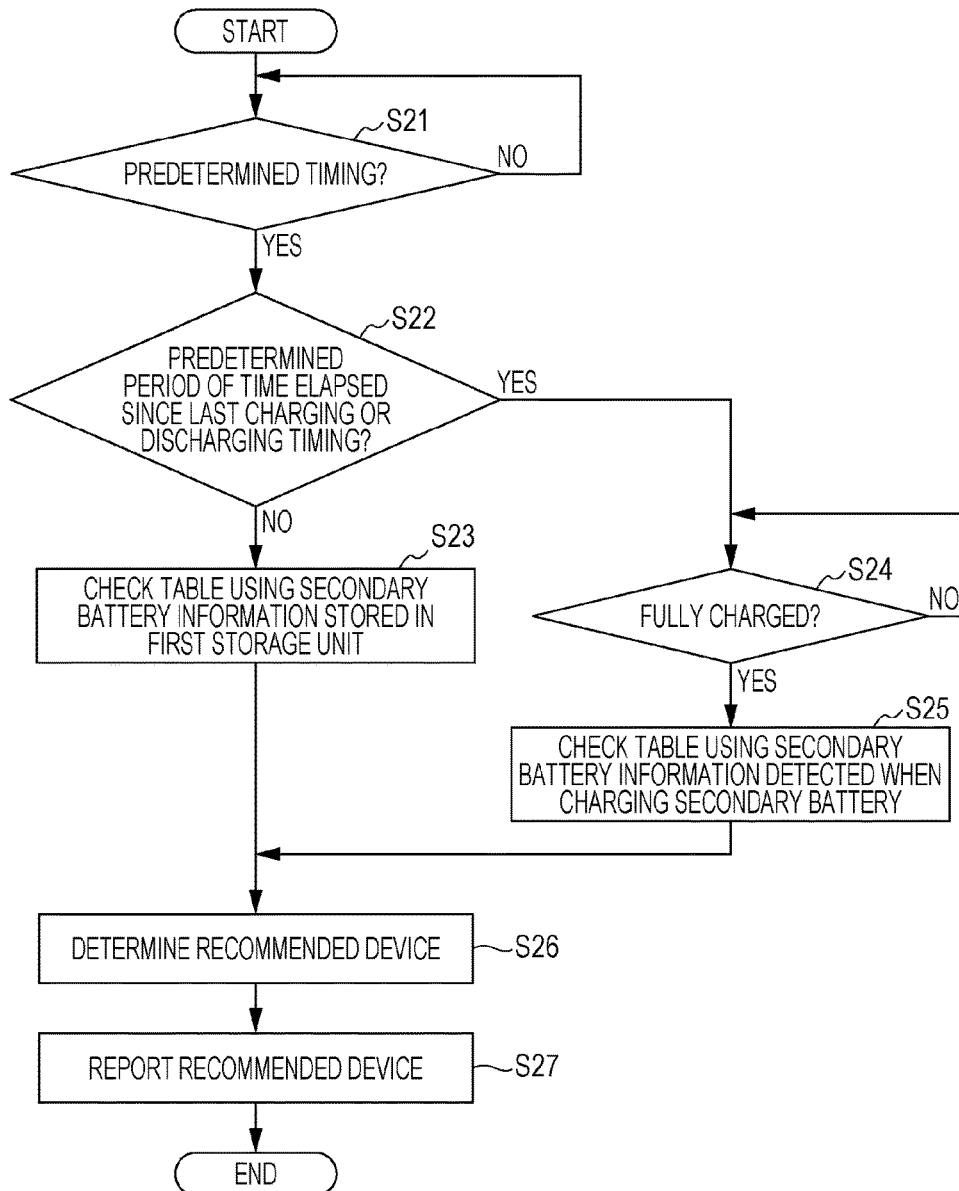 START
S21
PREDETERMINED TIMING?
NO
YES
S22
PREDETERMINED
PERIOD OF TIME ELAPSED
SINCE LAST CHARGING OR
DISCHARGING TIMING?
YES
NO
S23
CHECK TABLE USING SECONDARY
BATTERY INFORMATION STORED IN
FIRST STORAGE UNIT
S24
FULLY CHARGED?
NO
YES
S25
CHECK TABLE USING SECONDARY
BATTERY INFORMATION DETECTED WHEN
CHARGING SECONDARY BATTERY
DETERMINE RECOMMENDED DEVICE
S26
REPORT RECOMMENDED DEVICE
S27
END